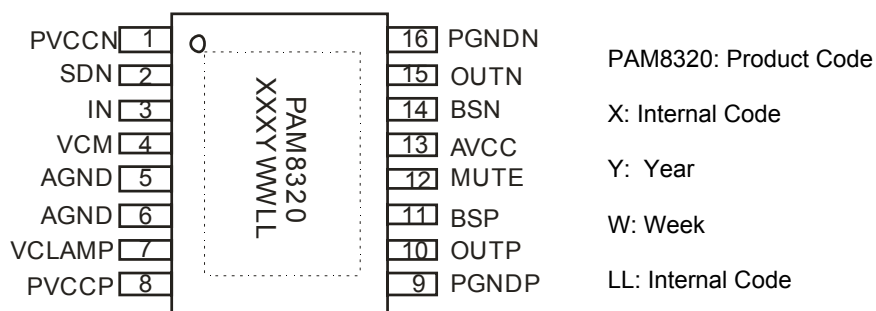 PVCCN 1 16 PGNDN
SDN 2 15 OUTN
IN 3 14 BSN
VCM 4 13 AVCC
AGND 5 12 MUTE
AGND 6 11 BSP
VCLAMP 7 10 OUTP
PVCCP 8 9 PGNDP
PAM8320
XXXYWWLL
PAM8320: Product Code
X: Internal Code
Y: Year
W: Week
LL: Internal Code